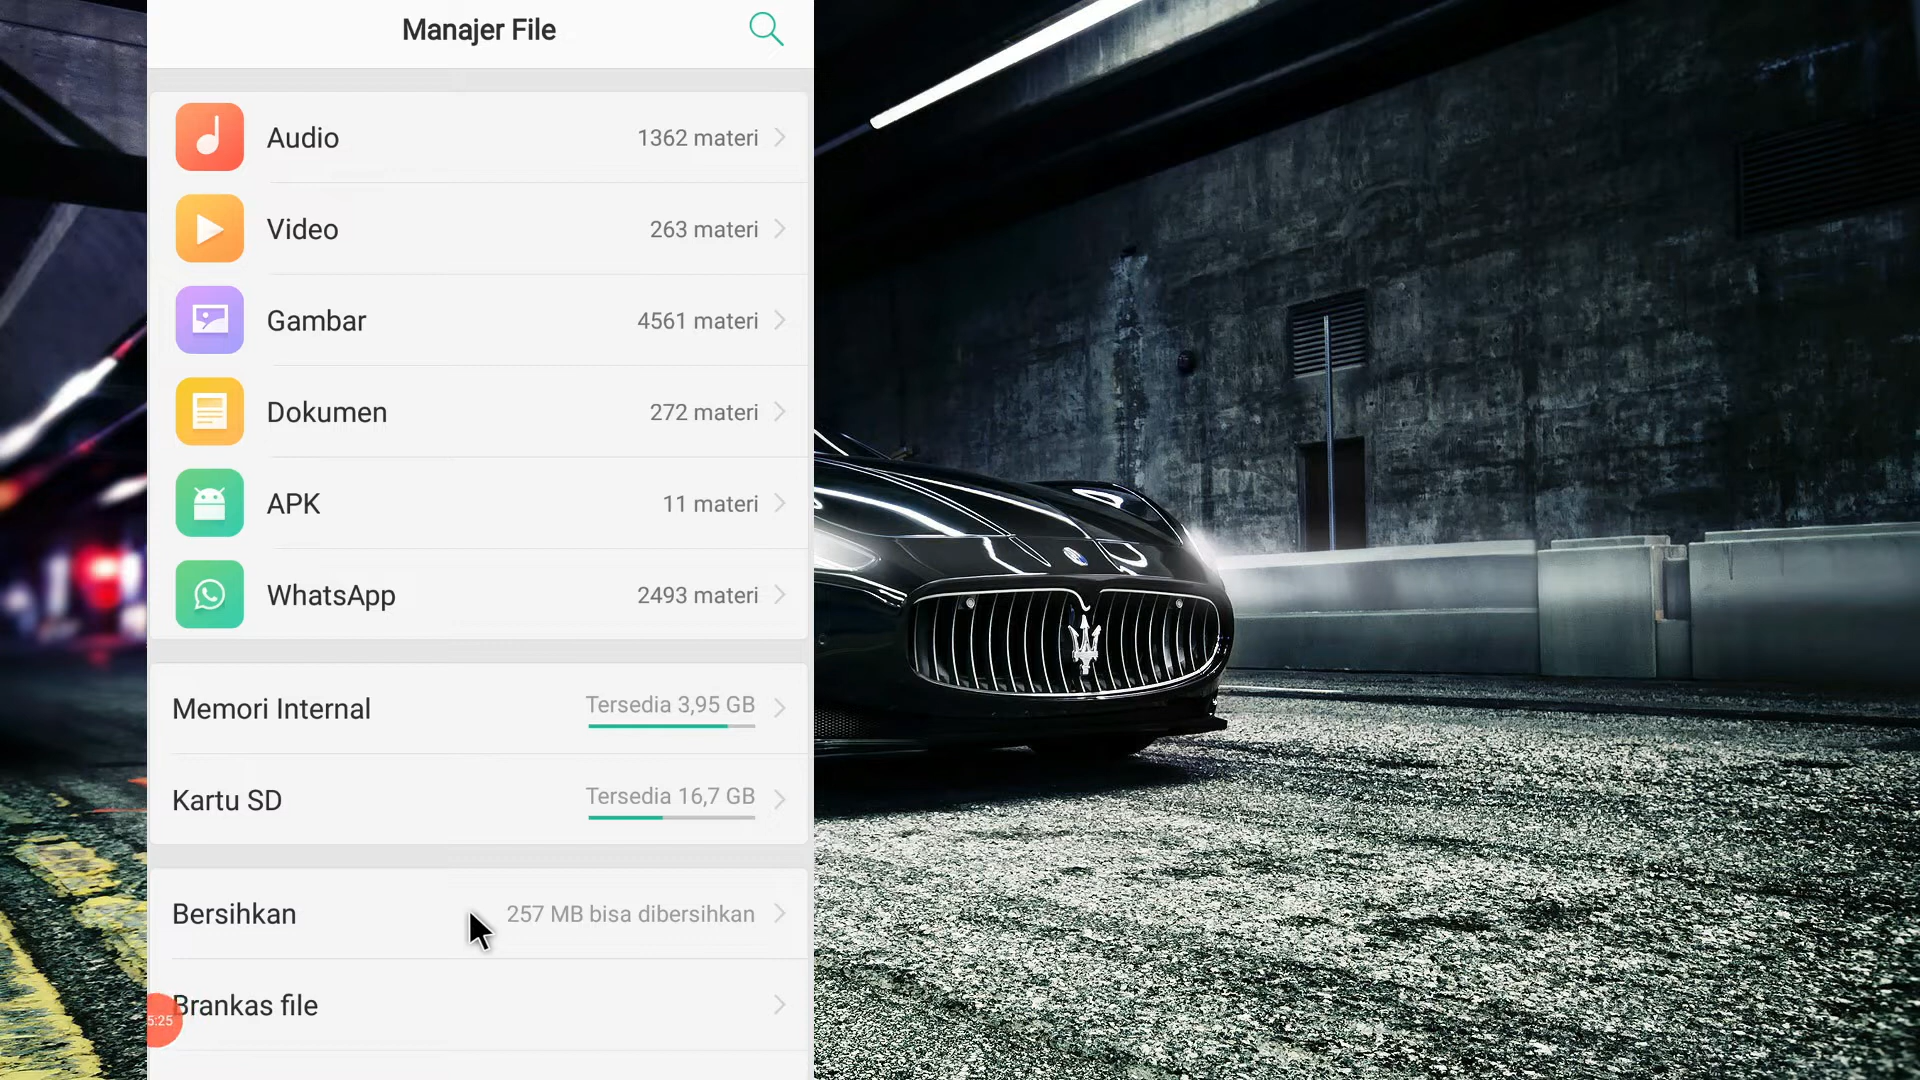 Manajer File
Audio 1362 materi
Video 263 materi
Gambar 4561 materi
Dokumen 272 materi
APK 11 materi
WhatsApp 2493 materi
Memori Internal Tersedia 3,95 GB
Kartu SD Tersedia 16,7 GB
Bersihkan 257 MB bisa dibersihkan
Brankas file
5:25